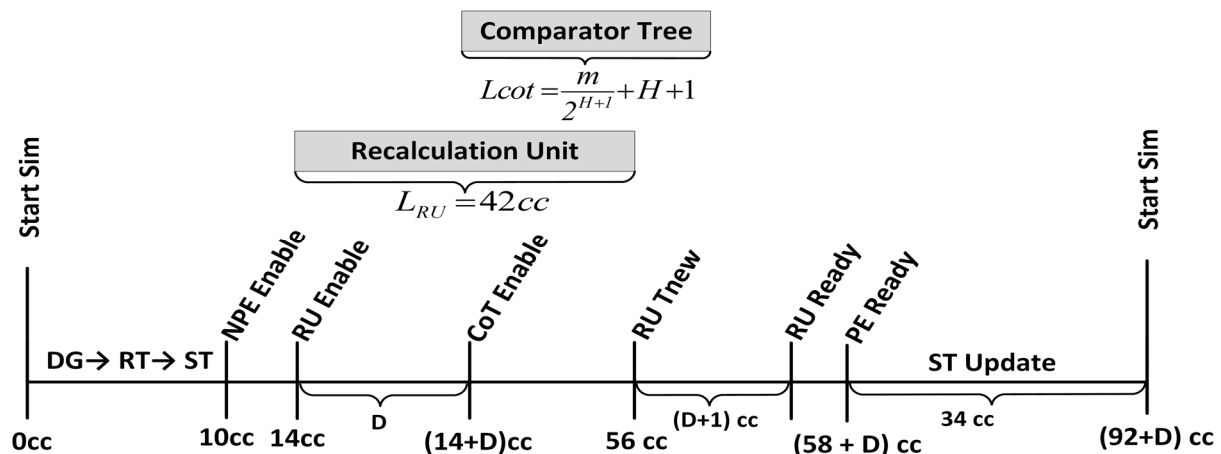 Comparator Tree
Lcot = m/2^{H+1} + H + 1
Recalculation Unit
L_{RU} = 42cc
Start Sim
NPE Enable
RU Enable
CoT Enable
RU Tnew
RU Ready
PE Ready
Start Sim
DG→ RT→ ST
ST Update
D
(D+1) cc
34 cc
0cc
10cc
14cc
(14+D)cc
56 cc
(58 + D) cc
(92+D) cc